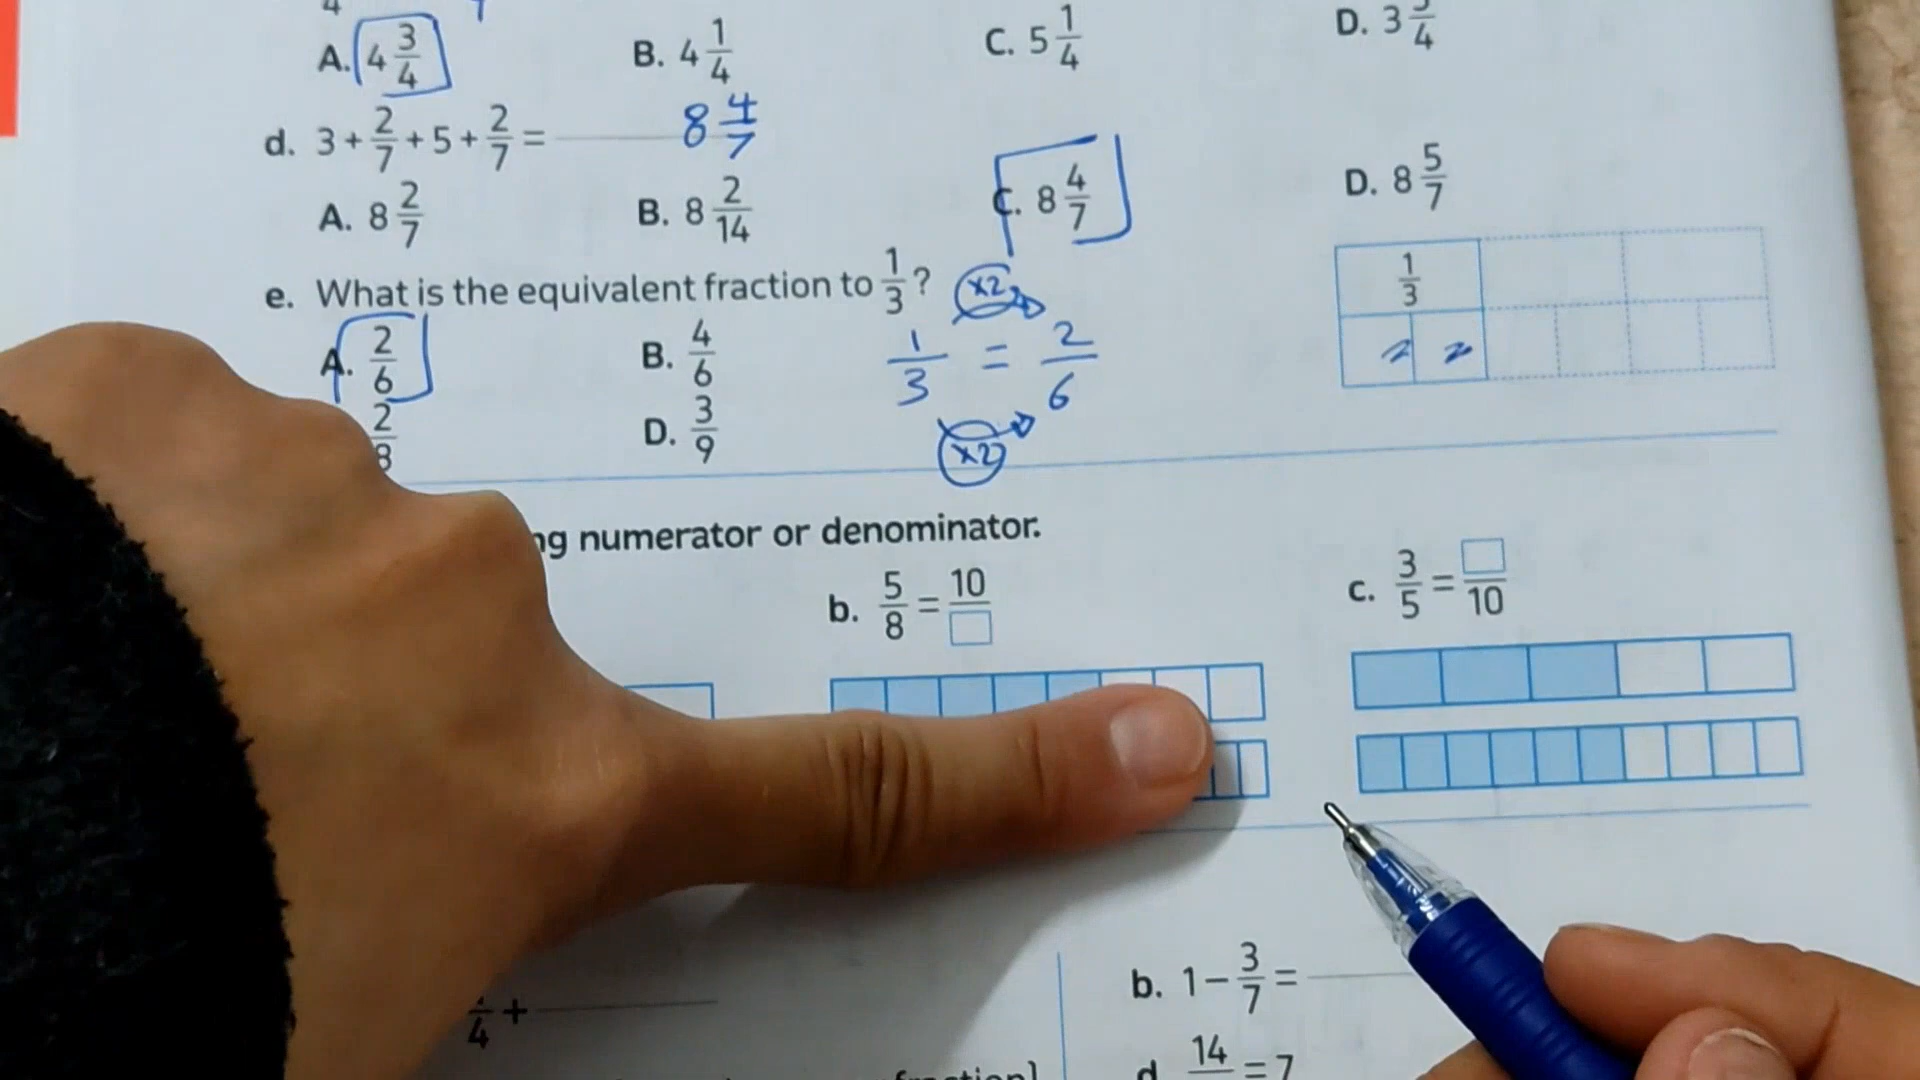 A. 4 3/4 B. 4 1/4 C. 5 1/4 D. 3 /4
d. 3 + 2/7 + 5 + 2/7 = 8 4/7
A. 8 2/7 B. 8 2/14 C. 8 4/7 D. 8 5/7
e. What is the equivalent fraction to 1/3? ×2
1/3 = 2/6
×2
1/3
A. 2/6 B. 4/6
2/8 D. 3/9
ng numerator or denominator.
b. 5/8 = 10/□ c. 3/5 = □/10
/4 + b. 1 − 3/7 =
d 14 = 7